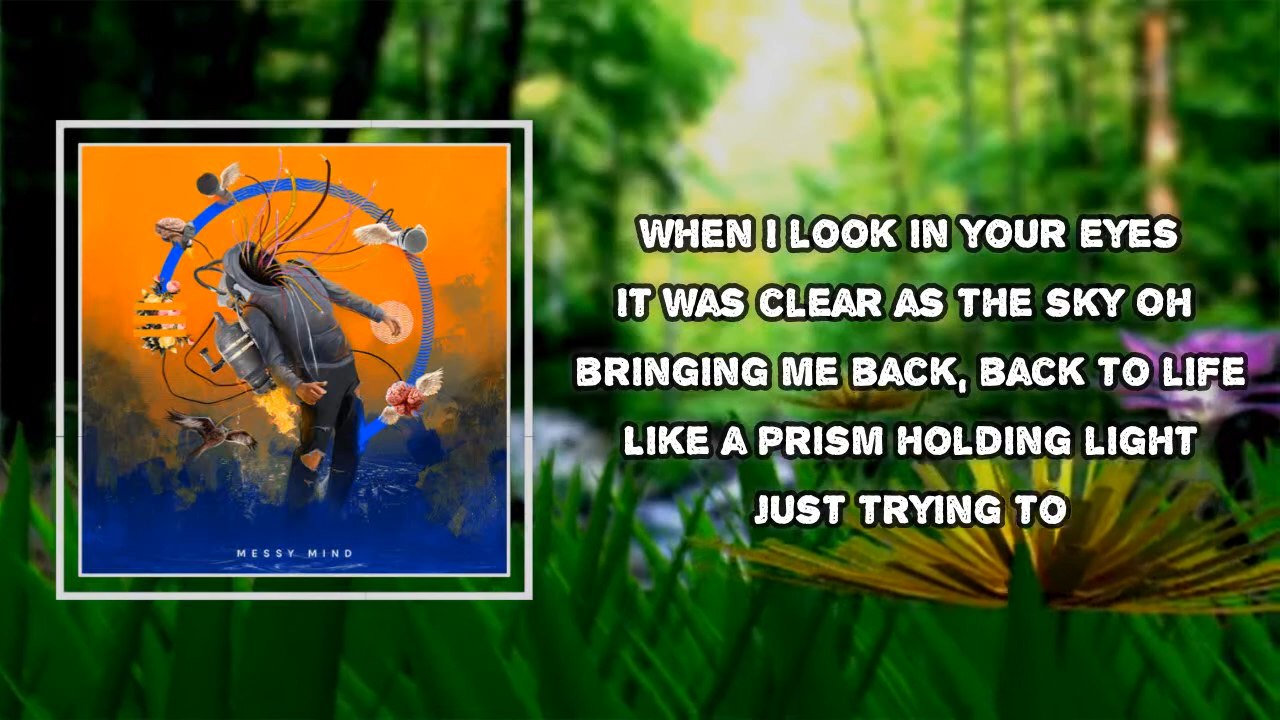 MESSY MIND
WHEN I LOOK IN YOUR EYES
IT WAS CLEAR AS THE SKY OH
BRINGING ME BACK, BACK TO LIFE
LIKE A PRISM HOLDING LIGHT
JUST TRYING TO